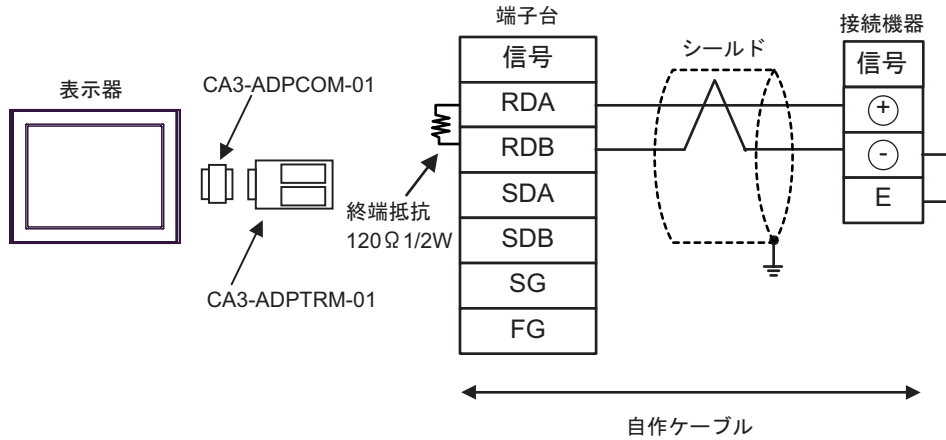 表示器
CA3-ADPCOM-01
CA3-ADPTRM-01
終端抵抗
120Ω 1/2W
端子台
信号
RDA
RDB
SDA
SDB
SG
FG
シールド
接続機器
信号
+
-
E
自作ケーブル